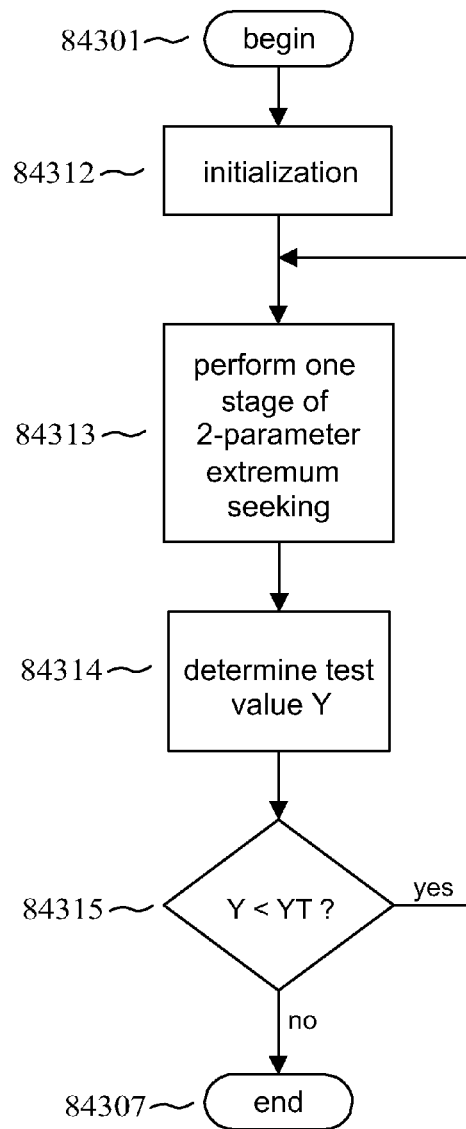 84301
begin
84312
initialization
84313
perform one
stage of
2-parameter
extremum
seeking
84314
determine test
value Y
84315
Y < YT ?
yes
no
84307
end